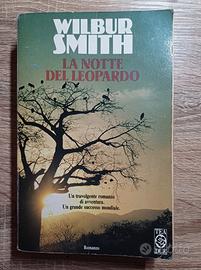 WILBUR
SMITH
LA NOTTE
DEL LEOPARDO
Un travolgente romanzo
di avventura.
Un grande successo mondiale.
Romanzo
TEA
DUE